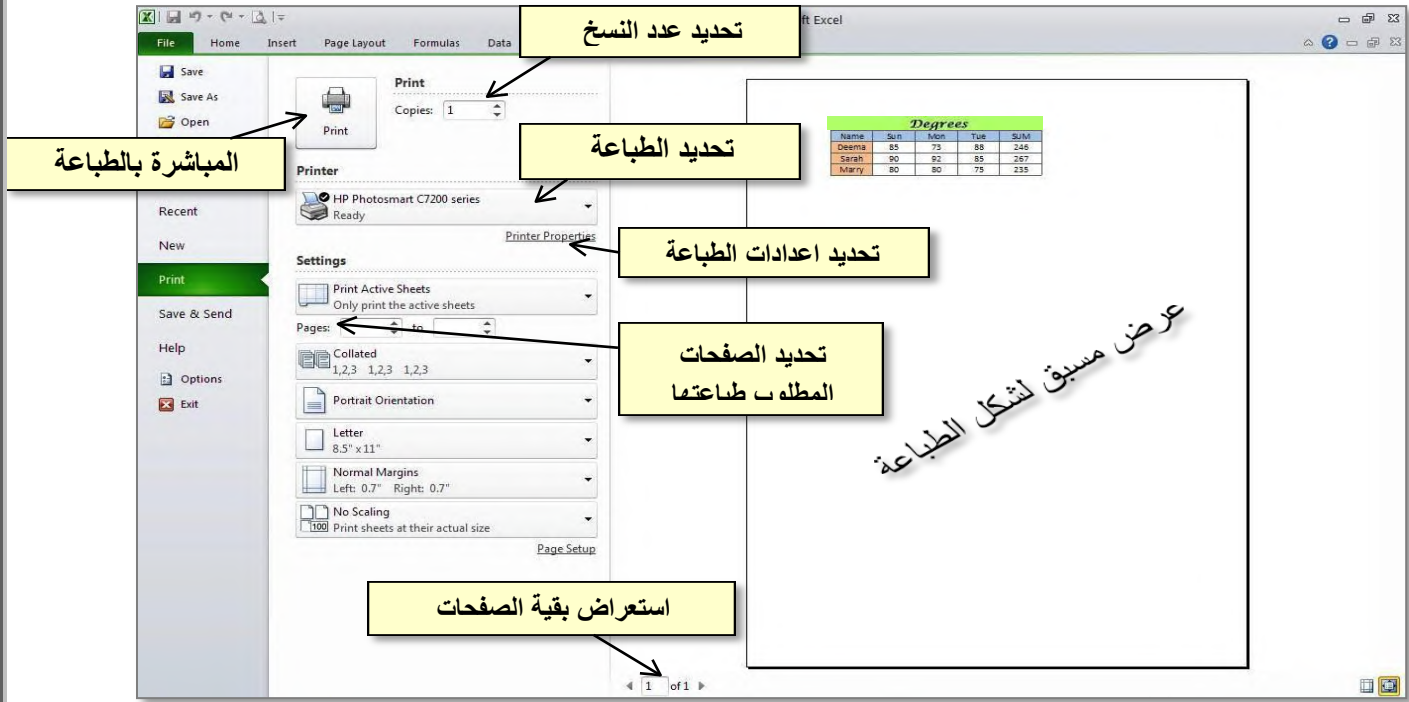 ft Excel
File Home Insert Page Layout Formulas Data
تحديد عدد النسخ
Save
Save As
Open
المباشرة بالطباعة
Recent
New
Print
Save & Send
Help
Options
Exit
Print
Print
Copies: 1
تحديد الطباعة
Printer
HP Photosmart C7200 series
Ready
Printer Properties
تحديد اعدادات الطباعة
Settings
Print Active Sheets
Only print the active sheets
Pages: to
تحديد الصفحات
المطلوب طباعتها
Collated
1,2,3 1,2,3 1,2,3
Portrait Orientation
Letter
8.5" x 11"
Normal Margins
Left: 0.7" Right: 0.7"
No Scaling
100 Print sheets at their actual size
Page Setup
استعراض بقية الصفحات
1 of 1
Degrees
Name Sun Mon Tue SUM
Deema 85 73 88 246
Sarah 90 92 85 267
Marry 80 80 75 235
عرض مسبق لشكل الطباعة